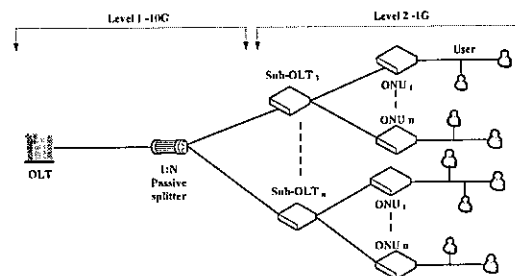 Level 1 -10G
Level 2 -1G
User
Sub-OLT 1
ONU 1
ONU n
OLT
1:N
Passive
splitter
Sub-OLT n
ONU 1
ONU n